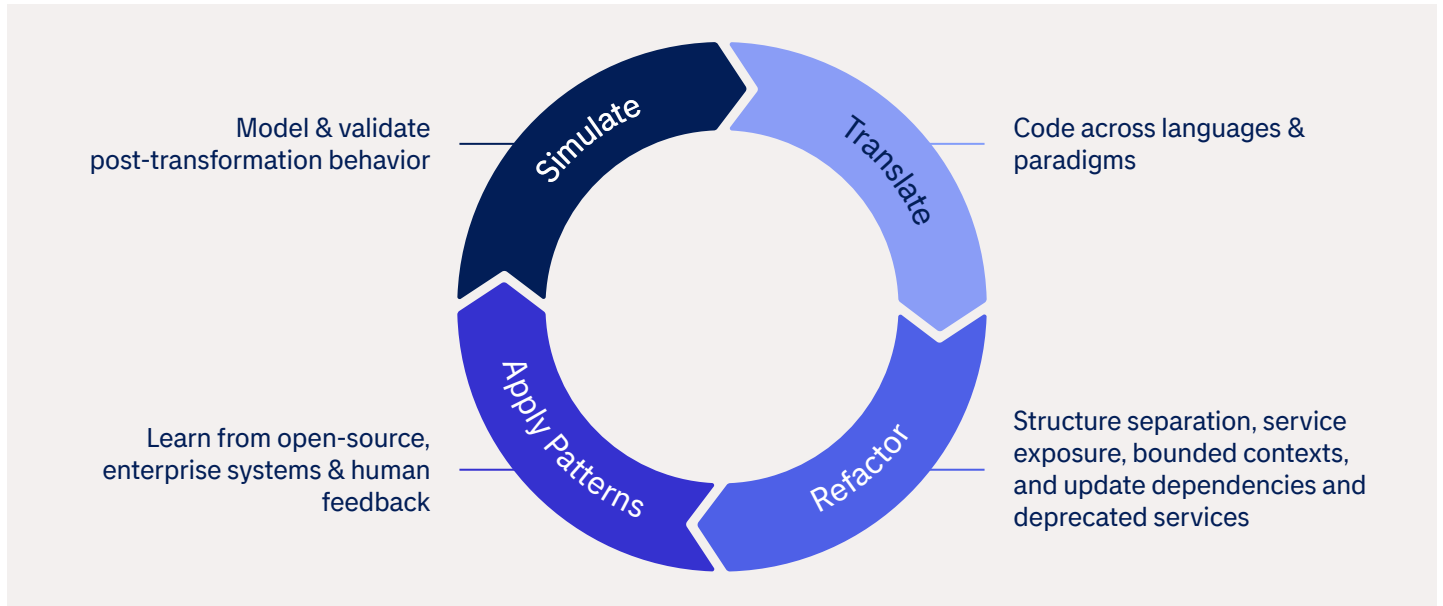 Simulate
Model & validate
post-transformation behavior
Translate
Code across languages &
paradigms
Refactor
Structure separation, service
exposure, bounded contexts,
and update dependencies and
deprecated services
Apply Patterns
Learn from open-source,
enterprise systems & human
feedback